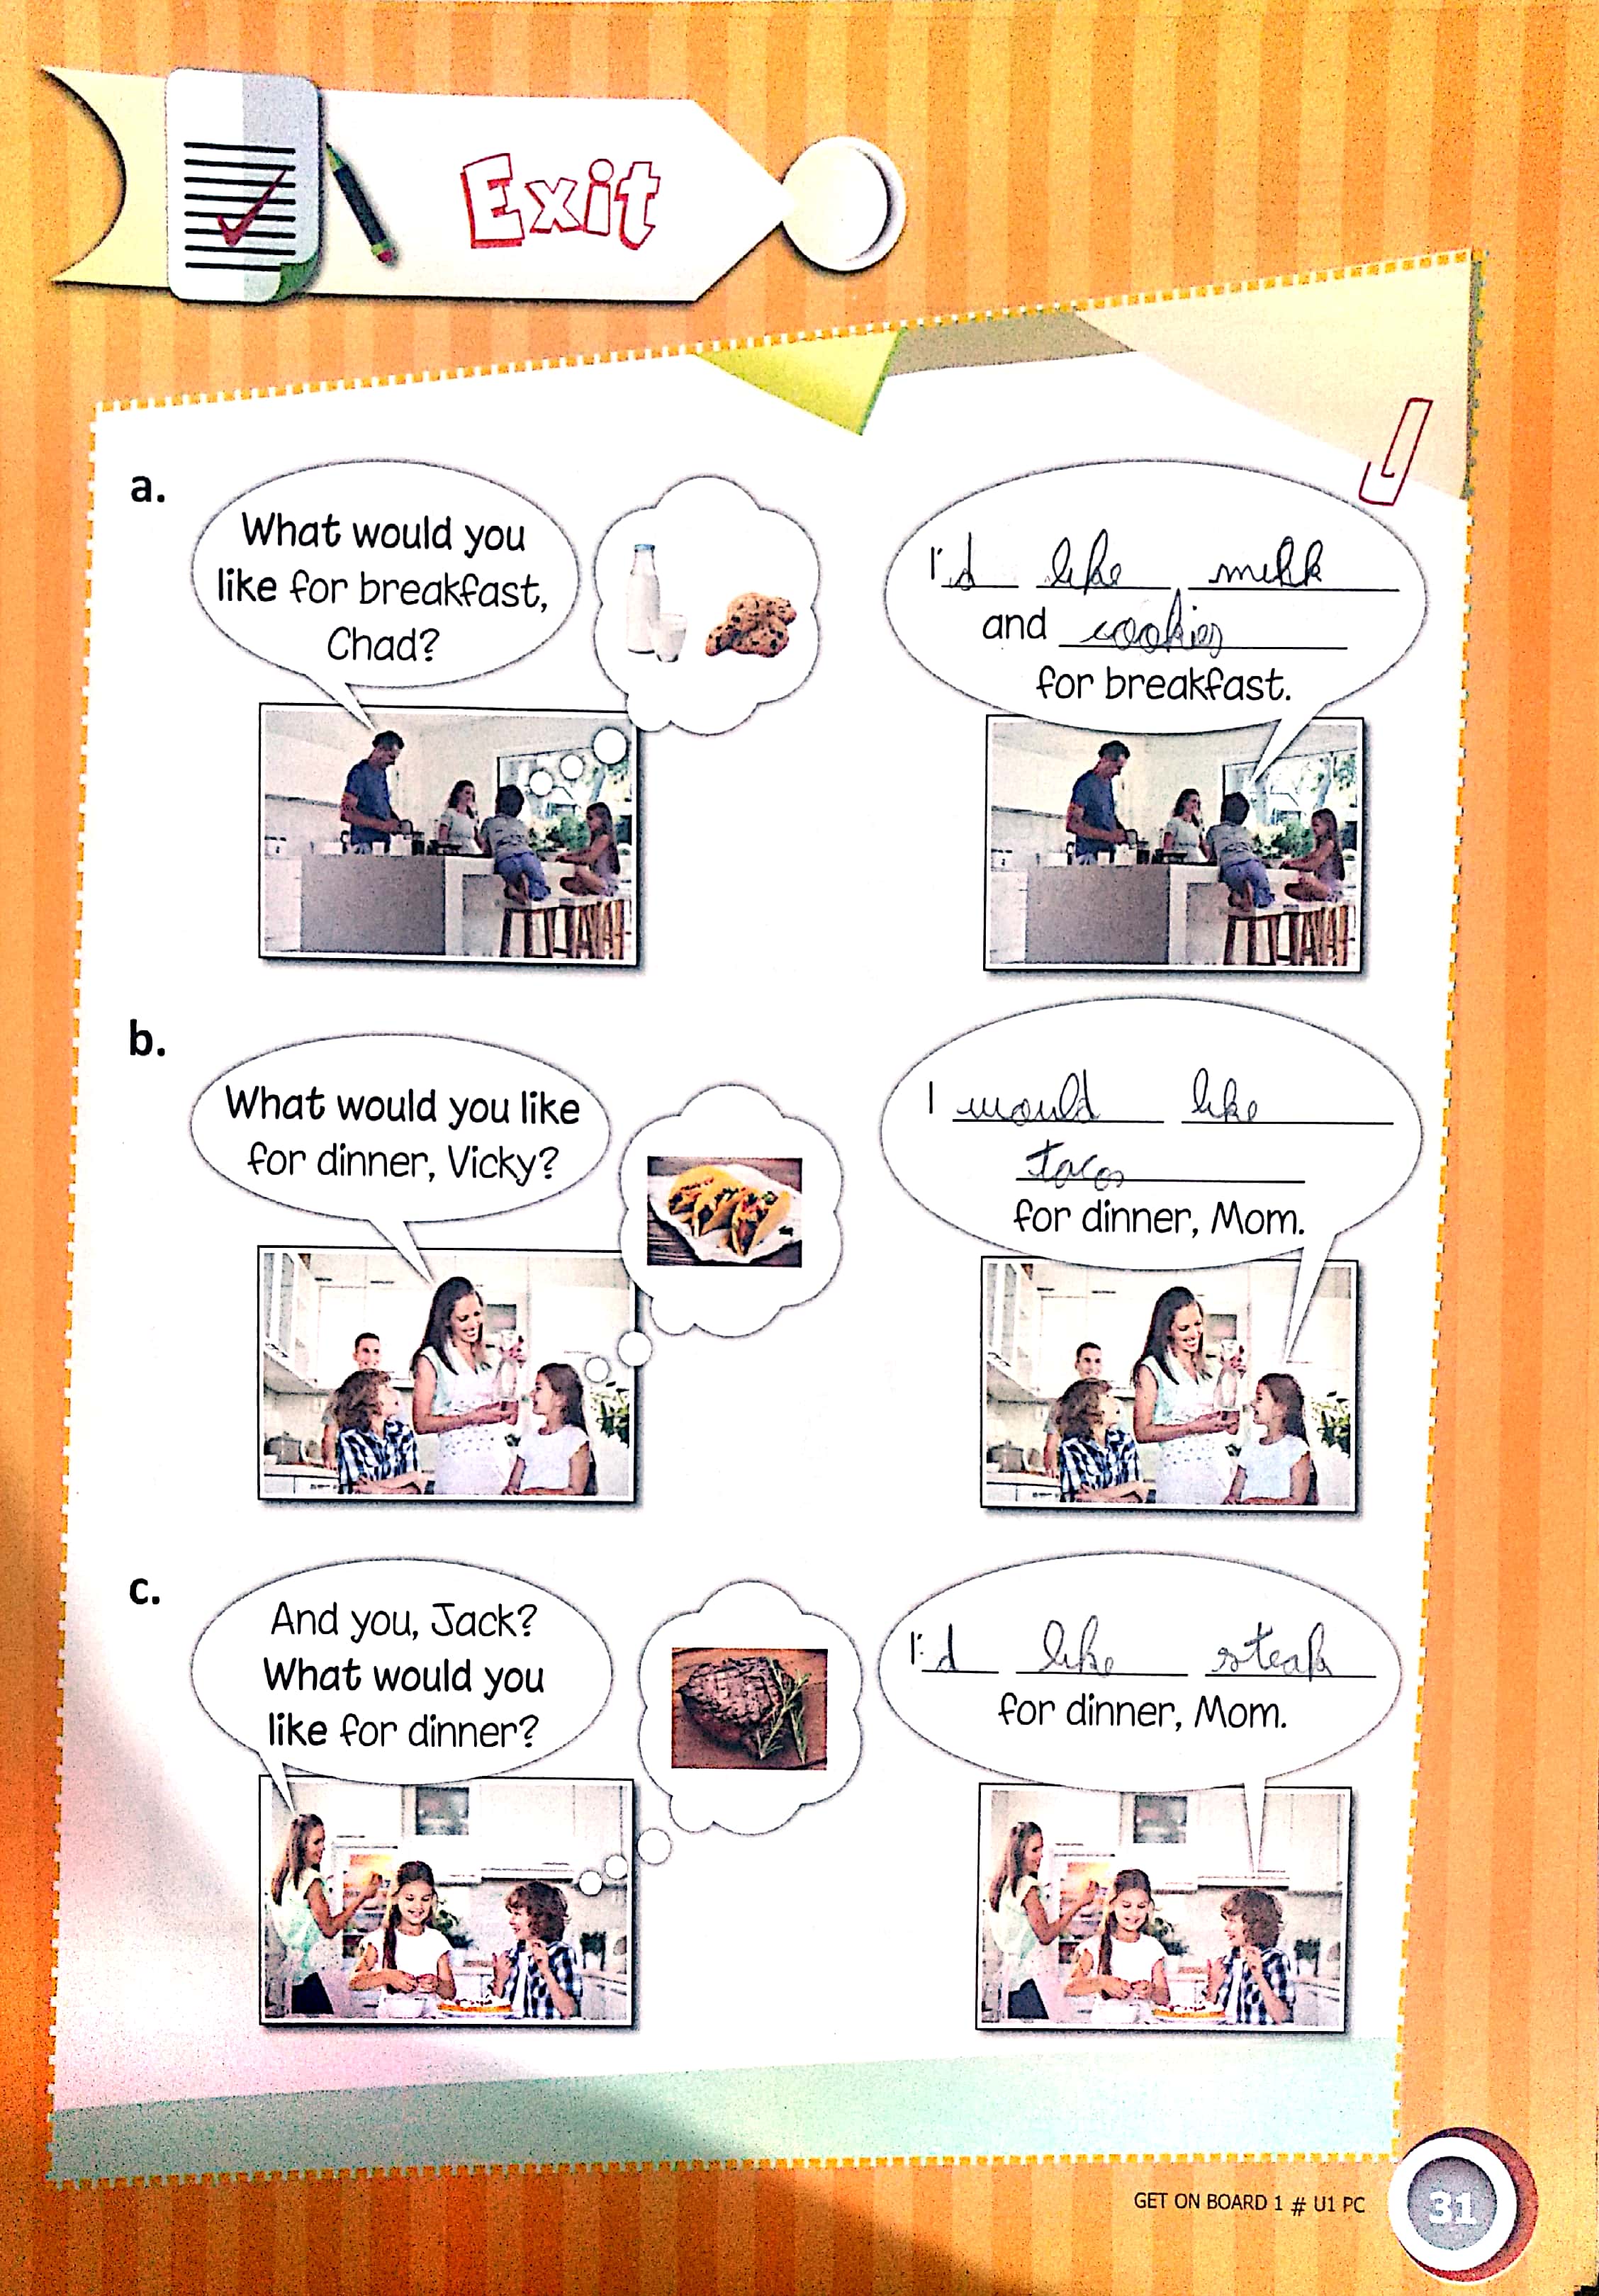 Exit
a.
What would you
like for breakfast,
Chad?
I'd like milk
and cookies
for breakfast.
b.
What would you like
for dinner, Vicky?
I would like
tacos
for dinner, Mom.
c.
And you, Jack?
What would you
like for dinner?
I'd like steak
for dinner, Mom.
GET ON BOARD 1 # U1 PC
31